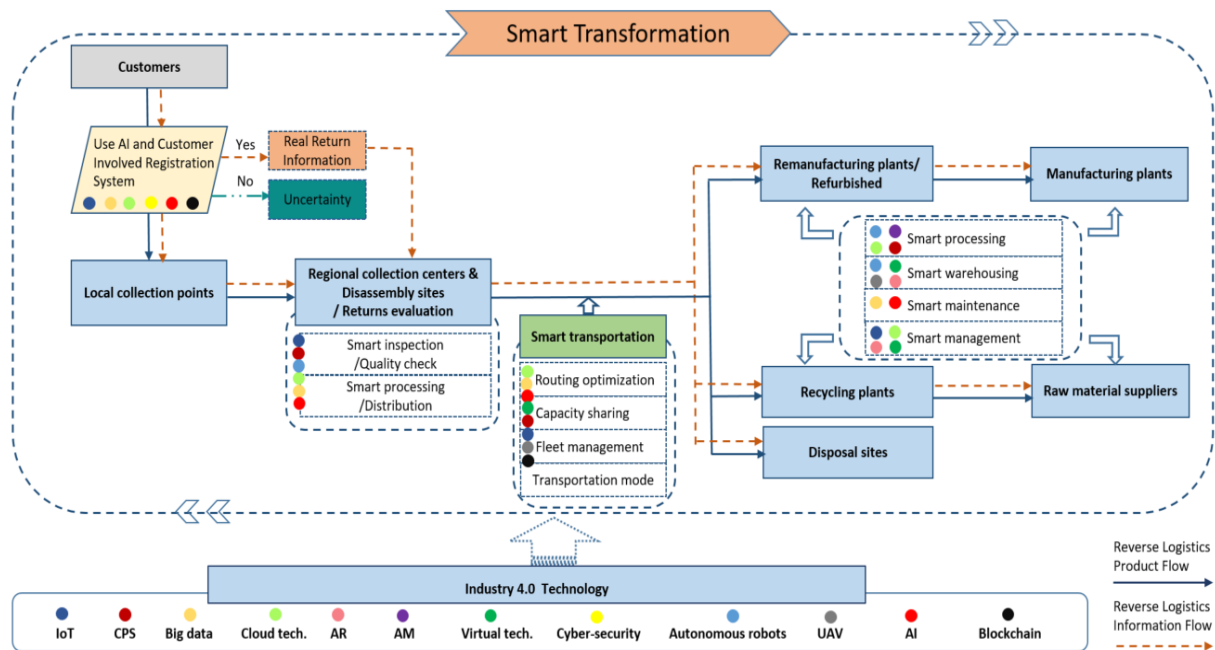 Smart Transformation
Customers
Use AI and Customer
Involved Registration
System
Yes
No
Real Return
Information
Uncertainty
Local collection points
Regional collection centers &
Disassembly sites
/ Returns evaluation
Smart inspection
/Quality check
Smart processing
/Distribution
Smart transportation
Routing optimization
Capacity sharing
Fleet management
Transportation mode
Remanufacturing plants/
Refurbished
Manufacturing plants
Smart processing
Smart warehousing
Smart maintenance
Smart management
Recycling plants
Raw material suppliers
Disposal sites
Industry 4.0 Technology
IoT
CPS
Big data
Cloud tech.
AR
AM
Virtual tech.
Cyber-security
Autonomous robots
UAV
AI
Blockchain
Reverse Logistics
Product Flow
Reverse Logistics
Information Flow